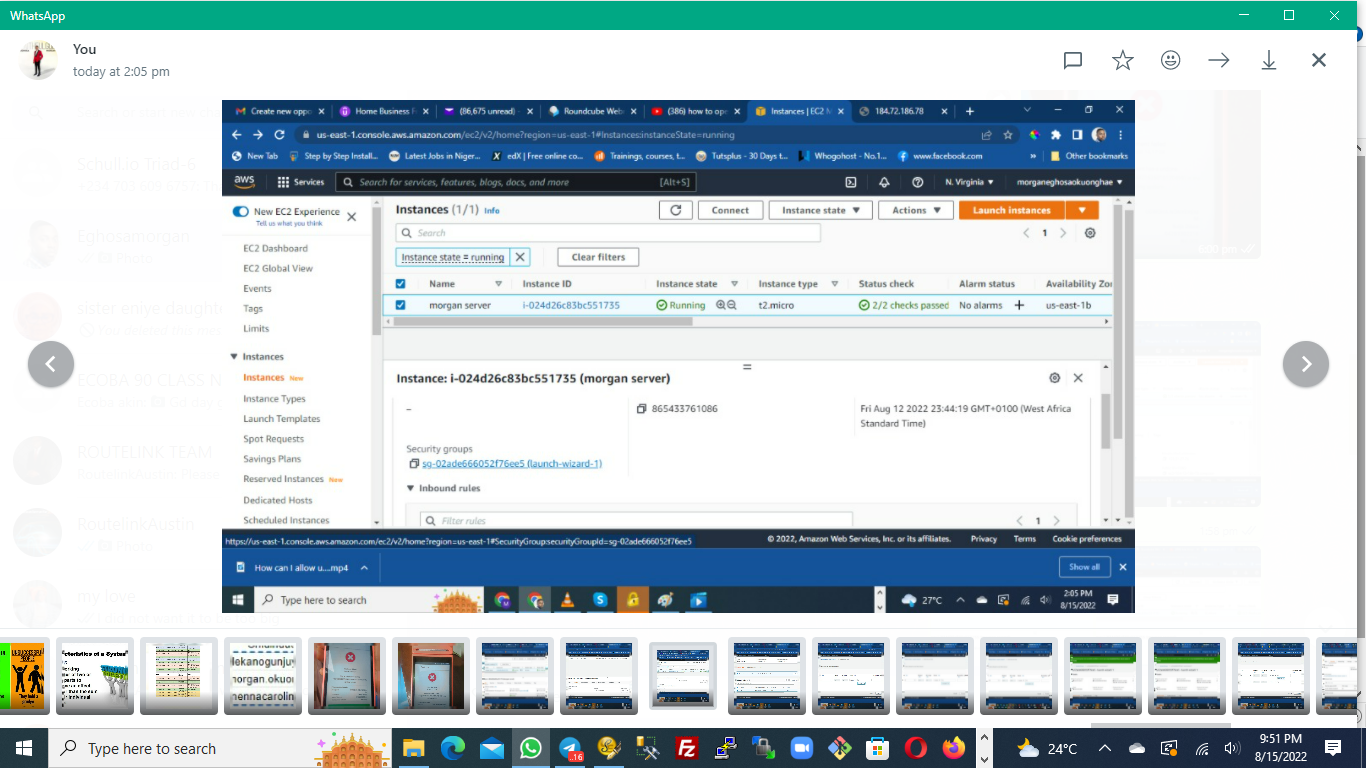 WhatsApp
You
today at 2:05 pm
Create new oppo
Home Business F
(86,675 unread) -
Roundcube Web
(386) how to ope
Instances | EC2 M
184.72.186.78
us-east-1.console.aws.amazon.com/ec2/v2/home?region=us-east-1#Instances:instanceState=running
New Tab
Step by Step Install...
Latest Jobs in Niger...
edX | Free online co...
Trainings, courses, t...
Tutsplus - 30 Days t...
Whogohost - No.1...
www.facebook.com
»
Other bookmarks
aws
Services
Search for services, features, blogs, docs, and more
[Alt+S]
N. Virginia
morganeghosaokuonghae
New EC2 Experience
Tell us what you think
EC2 Dashboard
EC2 Global View
Events
Tags
Limits
Instances
Instances New
Instance Types
Launch Templates
Spot Requests
Savings Plans
Reserved Instances New
Dedicated Hosts
Scheduled Instances
Instances (1/1) Info
Connect
Instance state
Actions
Launch instances
Search
1
Instance state = running
Clear filters
Name Instance ID Instance state Instance type Status check Alarm status Availability Zo
morgan server i-024d26c83bc551735 Running t2.micro 2/2 checks passed No alarms + us-east-1b
Instance: i-024d26c83bc551735 (morgan server)
–
865433761086
Fri Aug 12 2022 23:44:19 GMT+0100 (West Africa
Standard Time)
Security groups
sg-02ade666052f76ee5 (launch-wizard-1)
Inbound rules
Filter rules
1
https://us-east-1.console.aws.amazon.com/ec2/v2/home?region=us-east-1#SecurityGroup:securityGroupId=sg-02ade666052f76ee5
© 2022, Amazon Web Services, Inc. or its affiliates.
Privacy
Terms
Cookie preferences
How can I allow u....mp4
Show all
Type here to search
27°C
2:05 PM
8/15/2022
Eghosamorgan
Photo
ROUTELINK TEAM
RoutelinkAustin
Photo
my love
Type here to search
..16
24°C
9:51 PM
8/15/2022